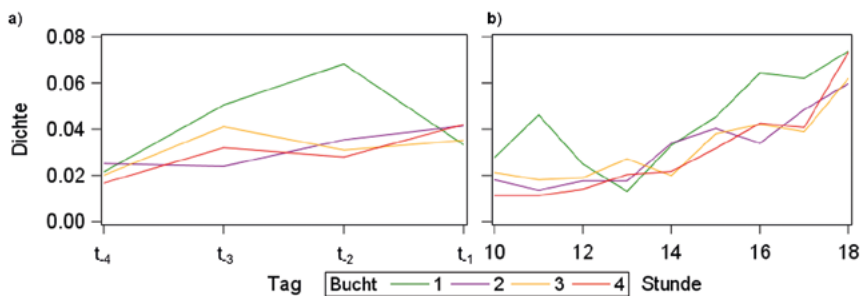 a) b)
0.08
0.06
0.04
0.02
0.00
Dichte
t-4 t-3 t-2 t-1 10 12 14 16 18
Tag Bucht 1 2 3 4 Stunde